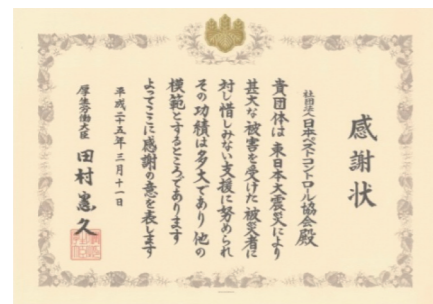 感謝状
社団法人日本ペストコントロール協会殿
貴団体は東日本大震災により
甚大な被害を受けた被災者に
対し惜しみない支援に努められ
その功績は多大であり他の
模範とするところであります
よってここに感謝の意を表します
平成二十五年三月十一日
厚生労働大臣 田村憲久